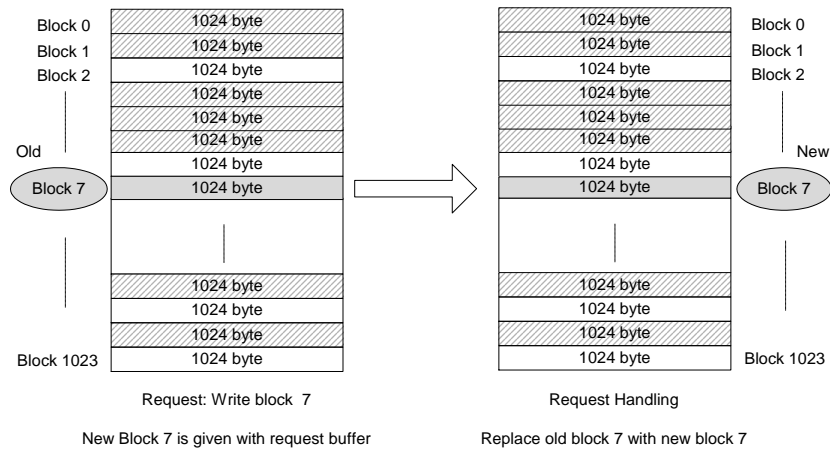 Block 0 1024 byte 1024 byte Block 0
Block 1 1024 byte 1024 byte Block 1
Block 2 1024 byte 1024 byte Block 2
1024 byte 1024 byte
1024 byte 1024 byte
Old 1024 byte 1024 byte New
1024 byte 1024 byte
Block 7 1024 byte 1024 byte Block 7
1024 byte 1024 byte
1024 byte 1024 byte
1024 byte 1024 byte
Block 1023 1024 byte 1024 byte Block 1023
Request: Write block 7 Request Handling
New Block 7 is given with request buffer Replace old block 7 with new block 7